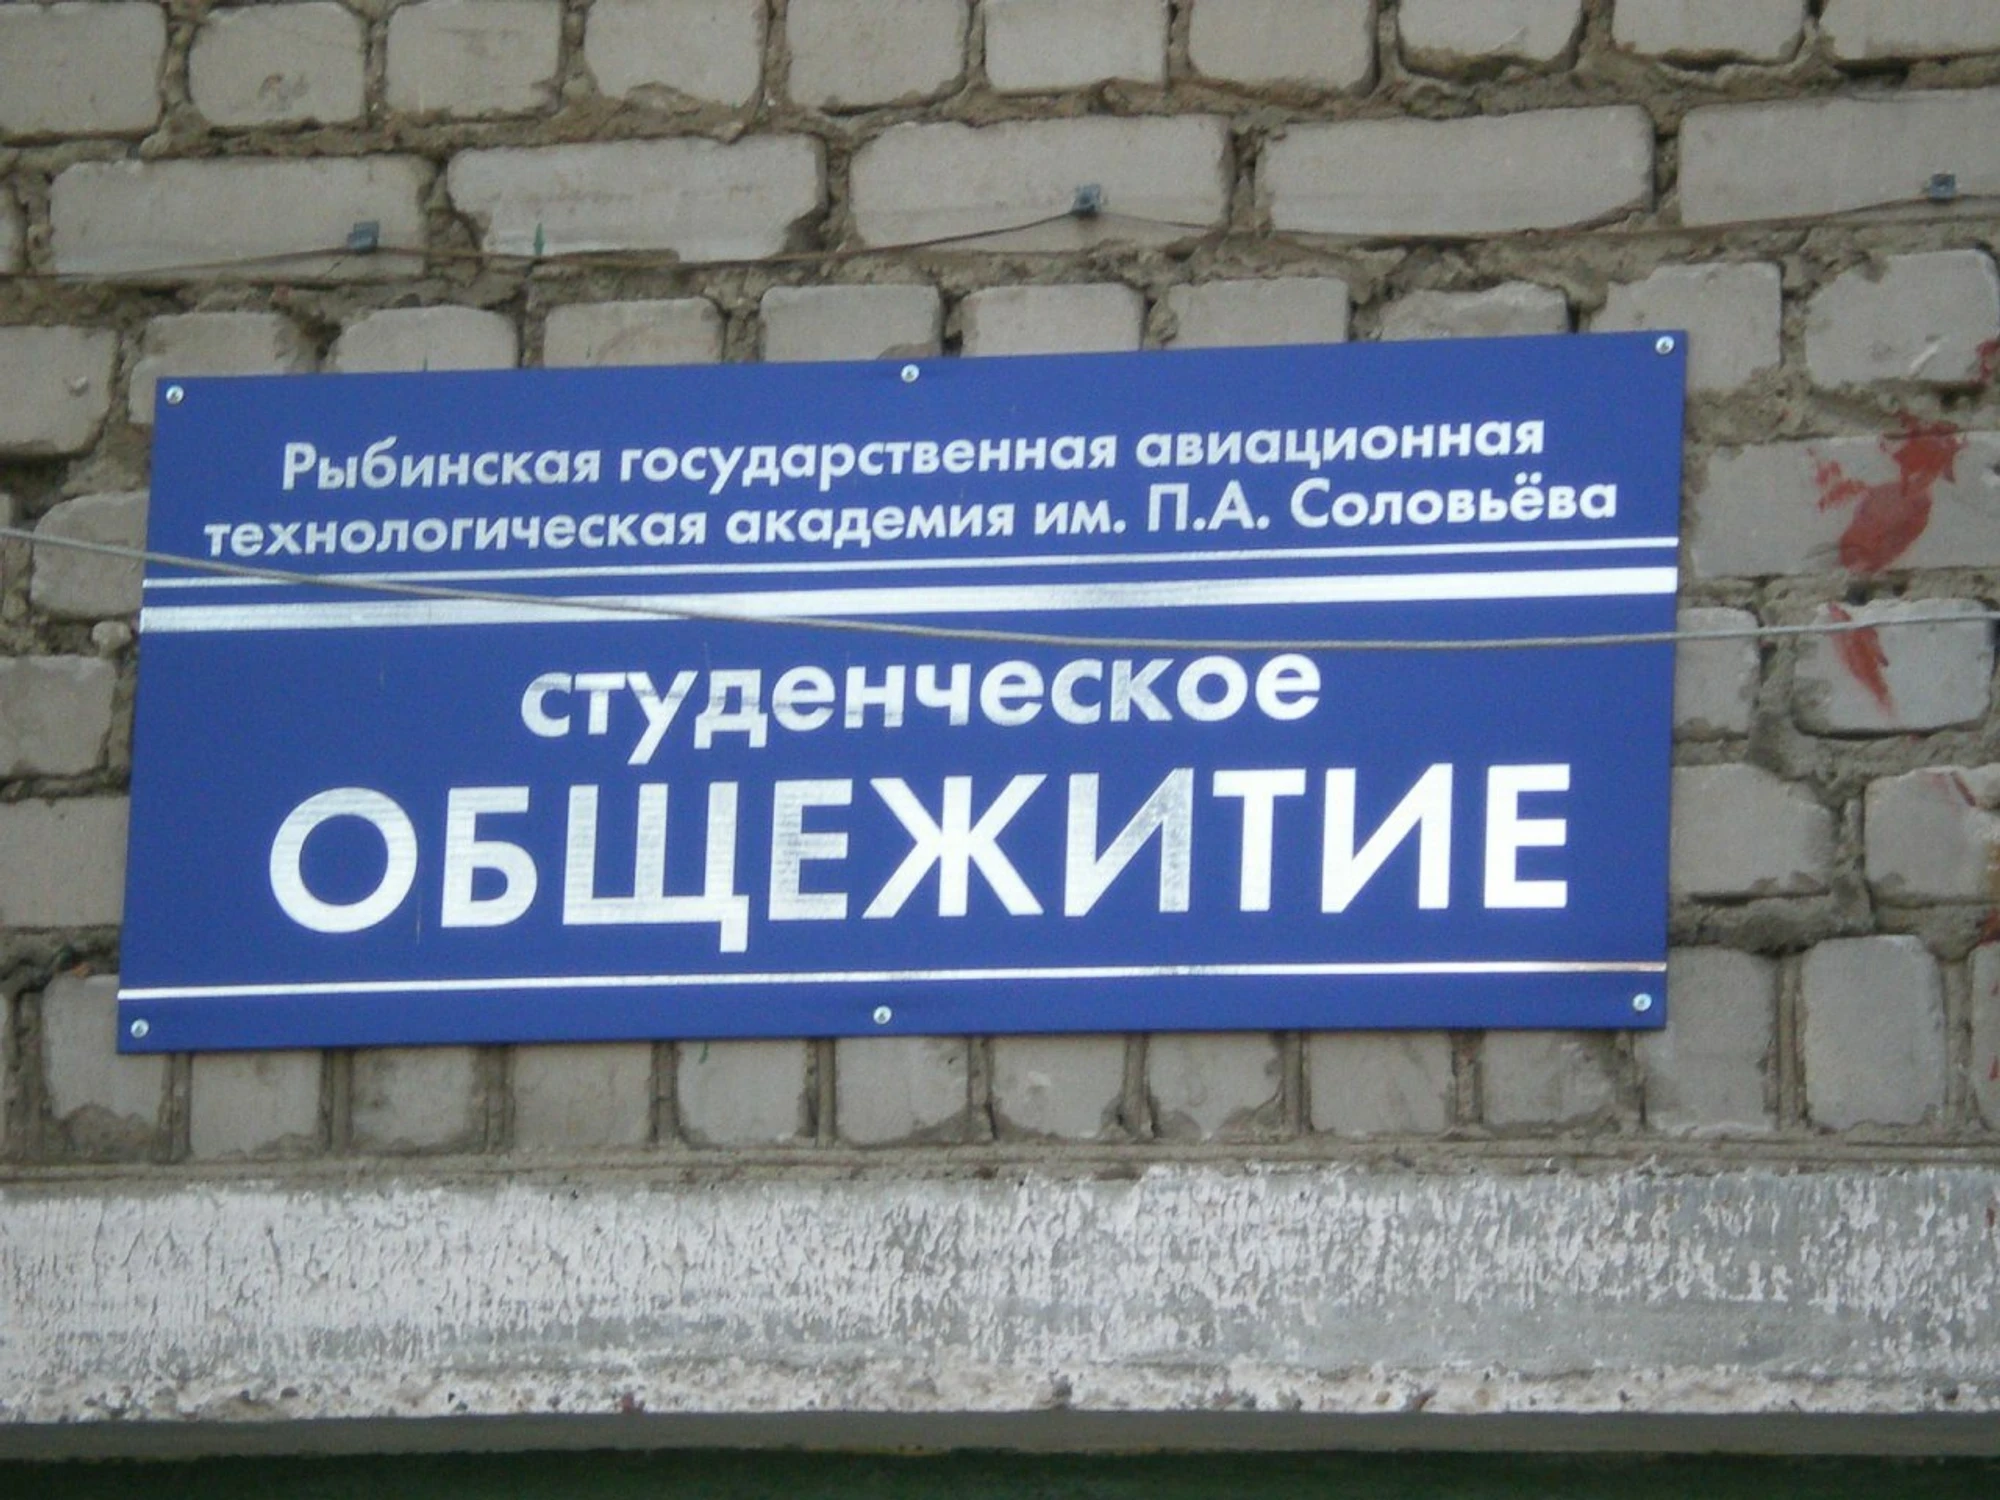 Рыбинская государственная авиационная
технологическая академия им. П.А. Соловьёва
студенческое
ОБЩЕЖИТИЕ